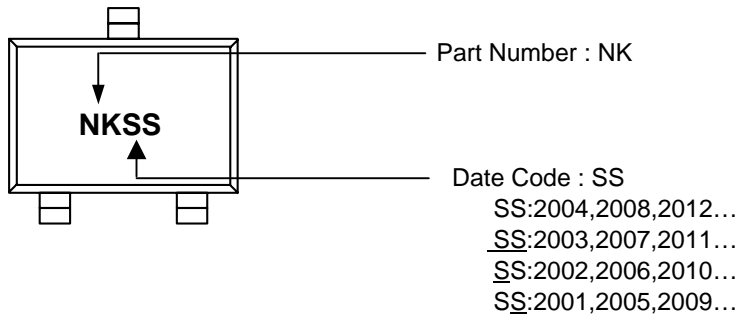 Part Number : NK
NKSS
Date Code : SS
SS:2004,2008,2012…
SS:2003,2007,2011…
SS:2002,2006,2010…
SS:2001,2005,2009…